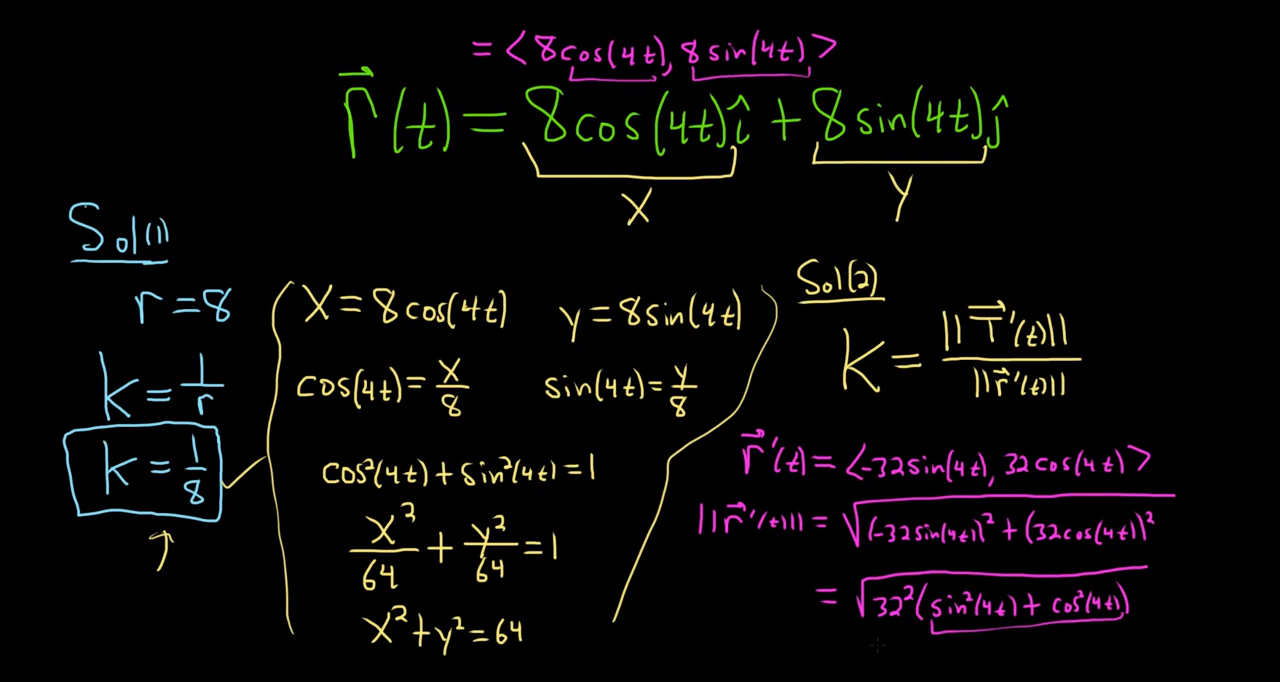 = <8cos(4t), 8sin(4t)>
r⃗(t) = 8cos(4t)î + 8sin(4t)ĵ
X
Y
Sol(1)
r = 8
K = 1/r
K = 1/8
X = 8cos(4t) y = 8sin(4t)
cos(4t) = X/8 sin(4t) = y/8
cos²(4t) + sin²(4t) = 1
X²/64 + y²/64 = 1
X² + y² = 64
Sol(2)
K = ||T⃗'(t)|| / ||r⃗'(t)||
r⃗'(t) = <-32sin(4t), 32cos(4t)>
||r⃗'(t)|| = √((-32sin(4t))² + (32cos(4t))²
= √(32²(sin²(4t) + cos²(4t))